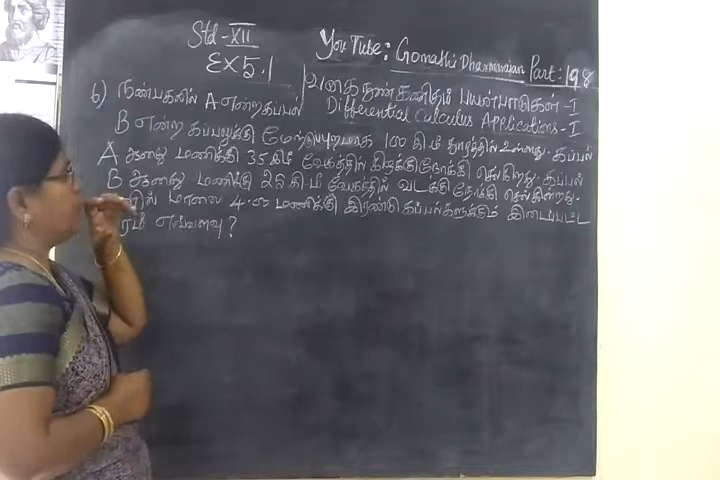 Std - XII
YouTube: Gomathi Dharmarajan Part: 198
EX 5.1
வகை நுண் கணிதம் பயன்பாடுகள் - I
Differential Calculus Applications - I
6) நண்பகலில் A என்ற கப்பல்
B என்ற கப்பலுக்கு மேற்குப்புறமாக 100 கி.மீ தூரத்தில் உள்ளது. கப்பல்
A ஆனது மணிக்கு 35 கி.மீ வேகத்தில் கிழக்கு நோக்கி செல்கிறது. கப்பல்
B ஆனது மணிக்கு 25 கி.மீ வேகத்தில் வடக்கு நோக்கி செல்கின்றது.
மாலை 4.00 மணிக்கு இரண்டு கப்பல்களுக்கும் இடைப்பட்ட
எவ்வளவு?